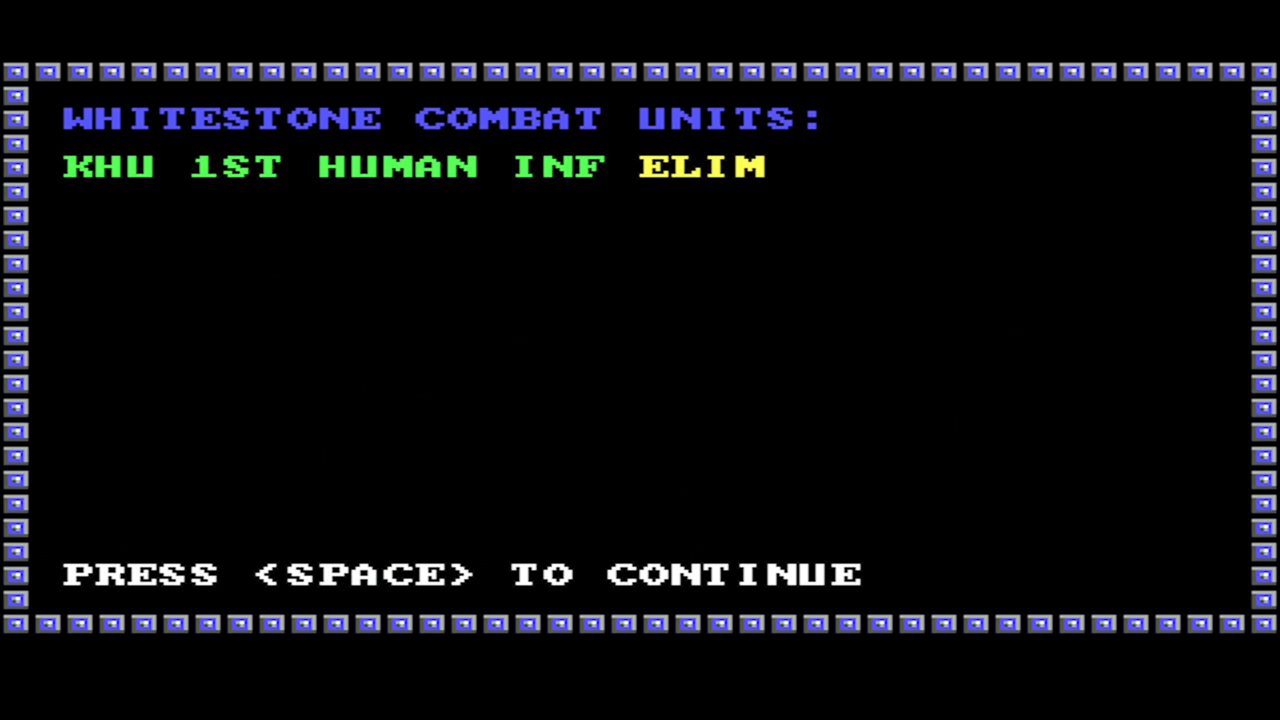 WHITESTONE COMBAT UNITS:
KHU 1ST HUMAN INF ELIM
PRESS <SPACE> TO CONTINUE